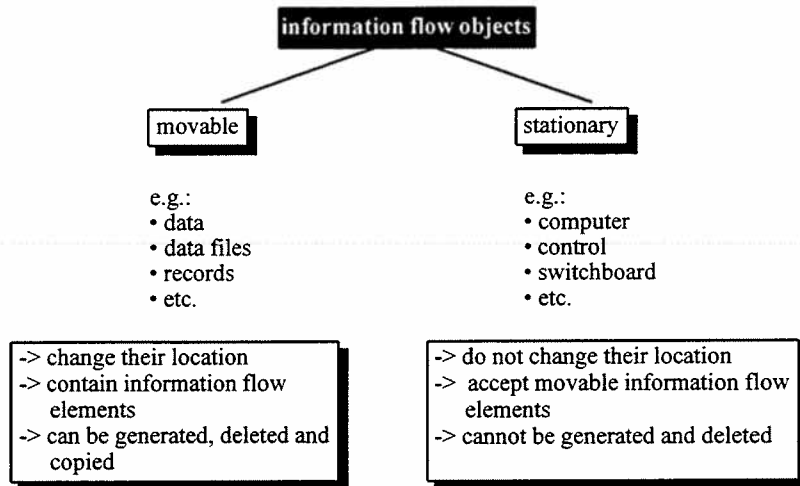 information flow objects
movable
e.g.:
• data
• data files
• records
• etc.
-> change their location
-> contain information flow
elements
-> can be generated, deleted and
copied
stationary
e.g.:
• computer
• control
• switchboard
• etc.
-> do not change their location
-> accept movable information flow
elements
-> cannot be generated and deleted